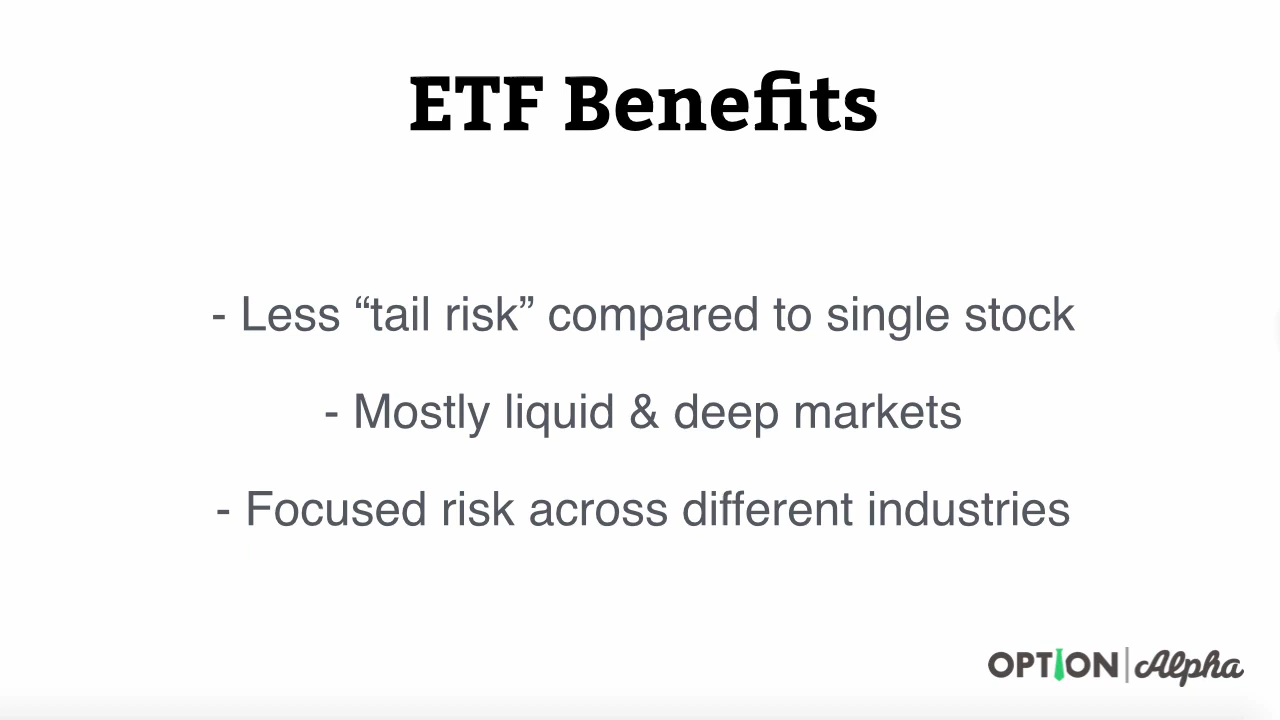 ETF Benefits
- Less “tail risk” compared to single stock
- Mostly liquid & deep markets
- Focused risk across different industries
OPTION | Alpha